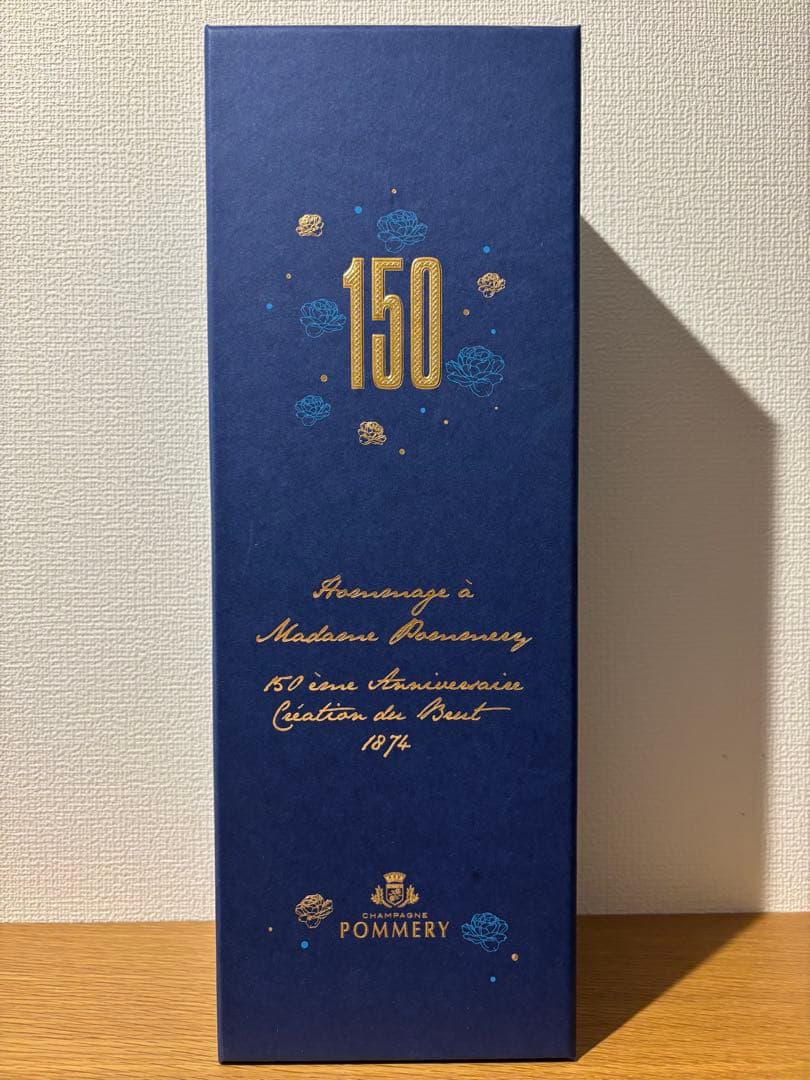 150
Hommage à
Madame Pommery
150 ème Anniversaire
Création du Brut
1874
CHAMPAGNE
POMMERY